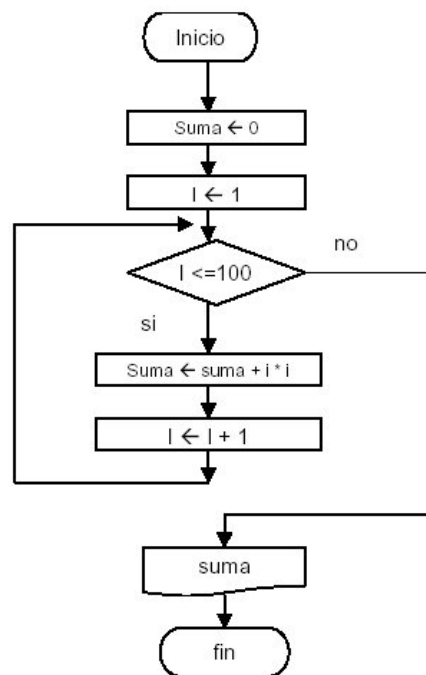 Inicio
Suma ← 0
I ← 1
I <=100
no
si
Suma ← suma + i * i
I ← I + 1
suma
fin